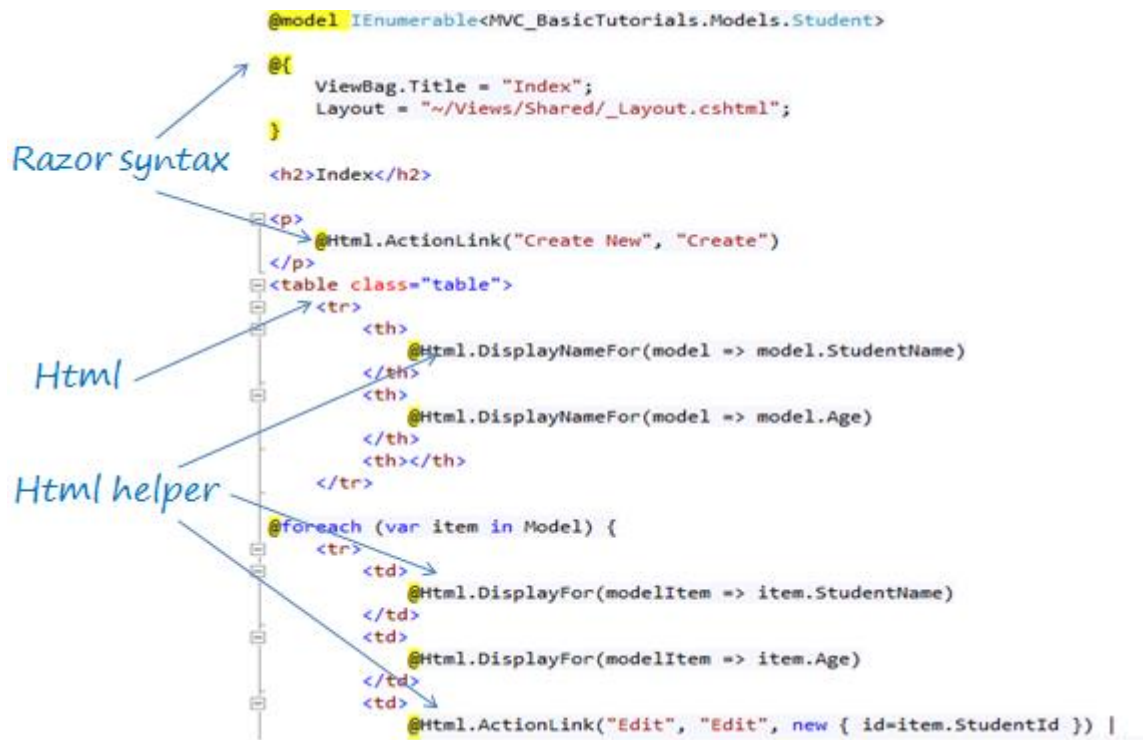 @model IEnumerable<MVC_BasicTutorials.Models.Student>
@{
ViewBag.Title = "Index";
Layout = "~/Views/Shared/_Layout.cshtml";
}
Razor syntax
<h2>Index</h2>
<p>
@Html.ActionLink("Create New", "Create")
</p>
<table class="table">
<tr>
<th>
@Html.DisplayNameFor(model => model.StudentName)
Html
</th>
<th>
@Html.DisplayNameFor(model => model.Age)
</th>
<th></th>
Html helper
</tr>
@foreach (var item in Model) {
<tr>
<td>
@Html.DisplayFor(modelItem => item.StudentName)
</td>
<td>
@Html.DisplayFor(modelItem => item.Age)
</td>
<td>
@Html.ActionLink("Edit", "Edit", new { id=item.StudentId }) |